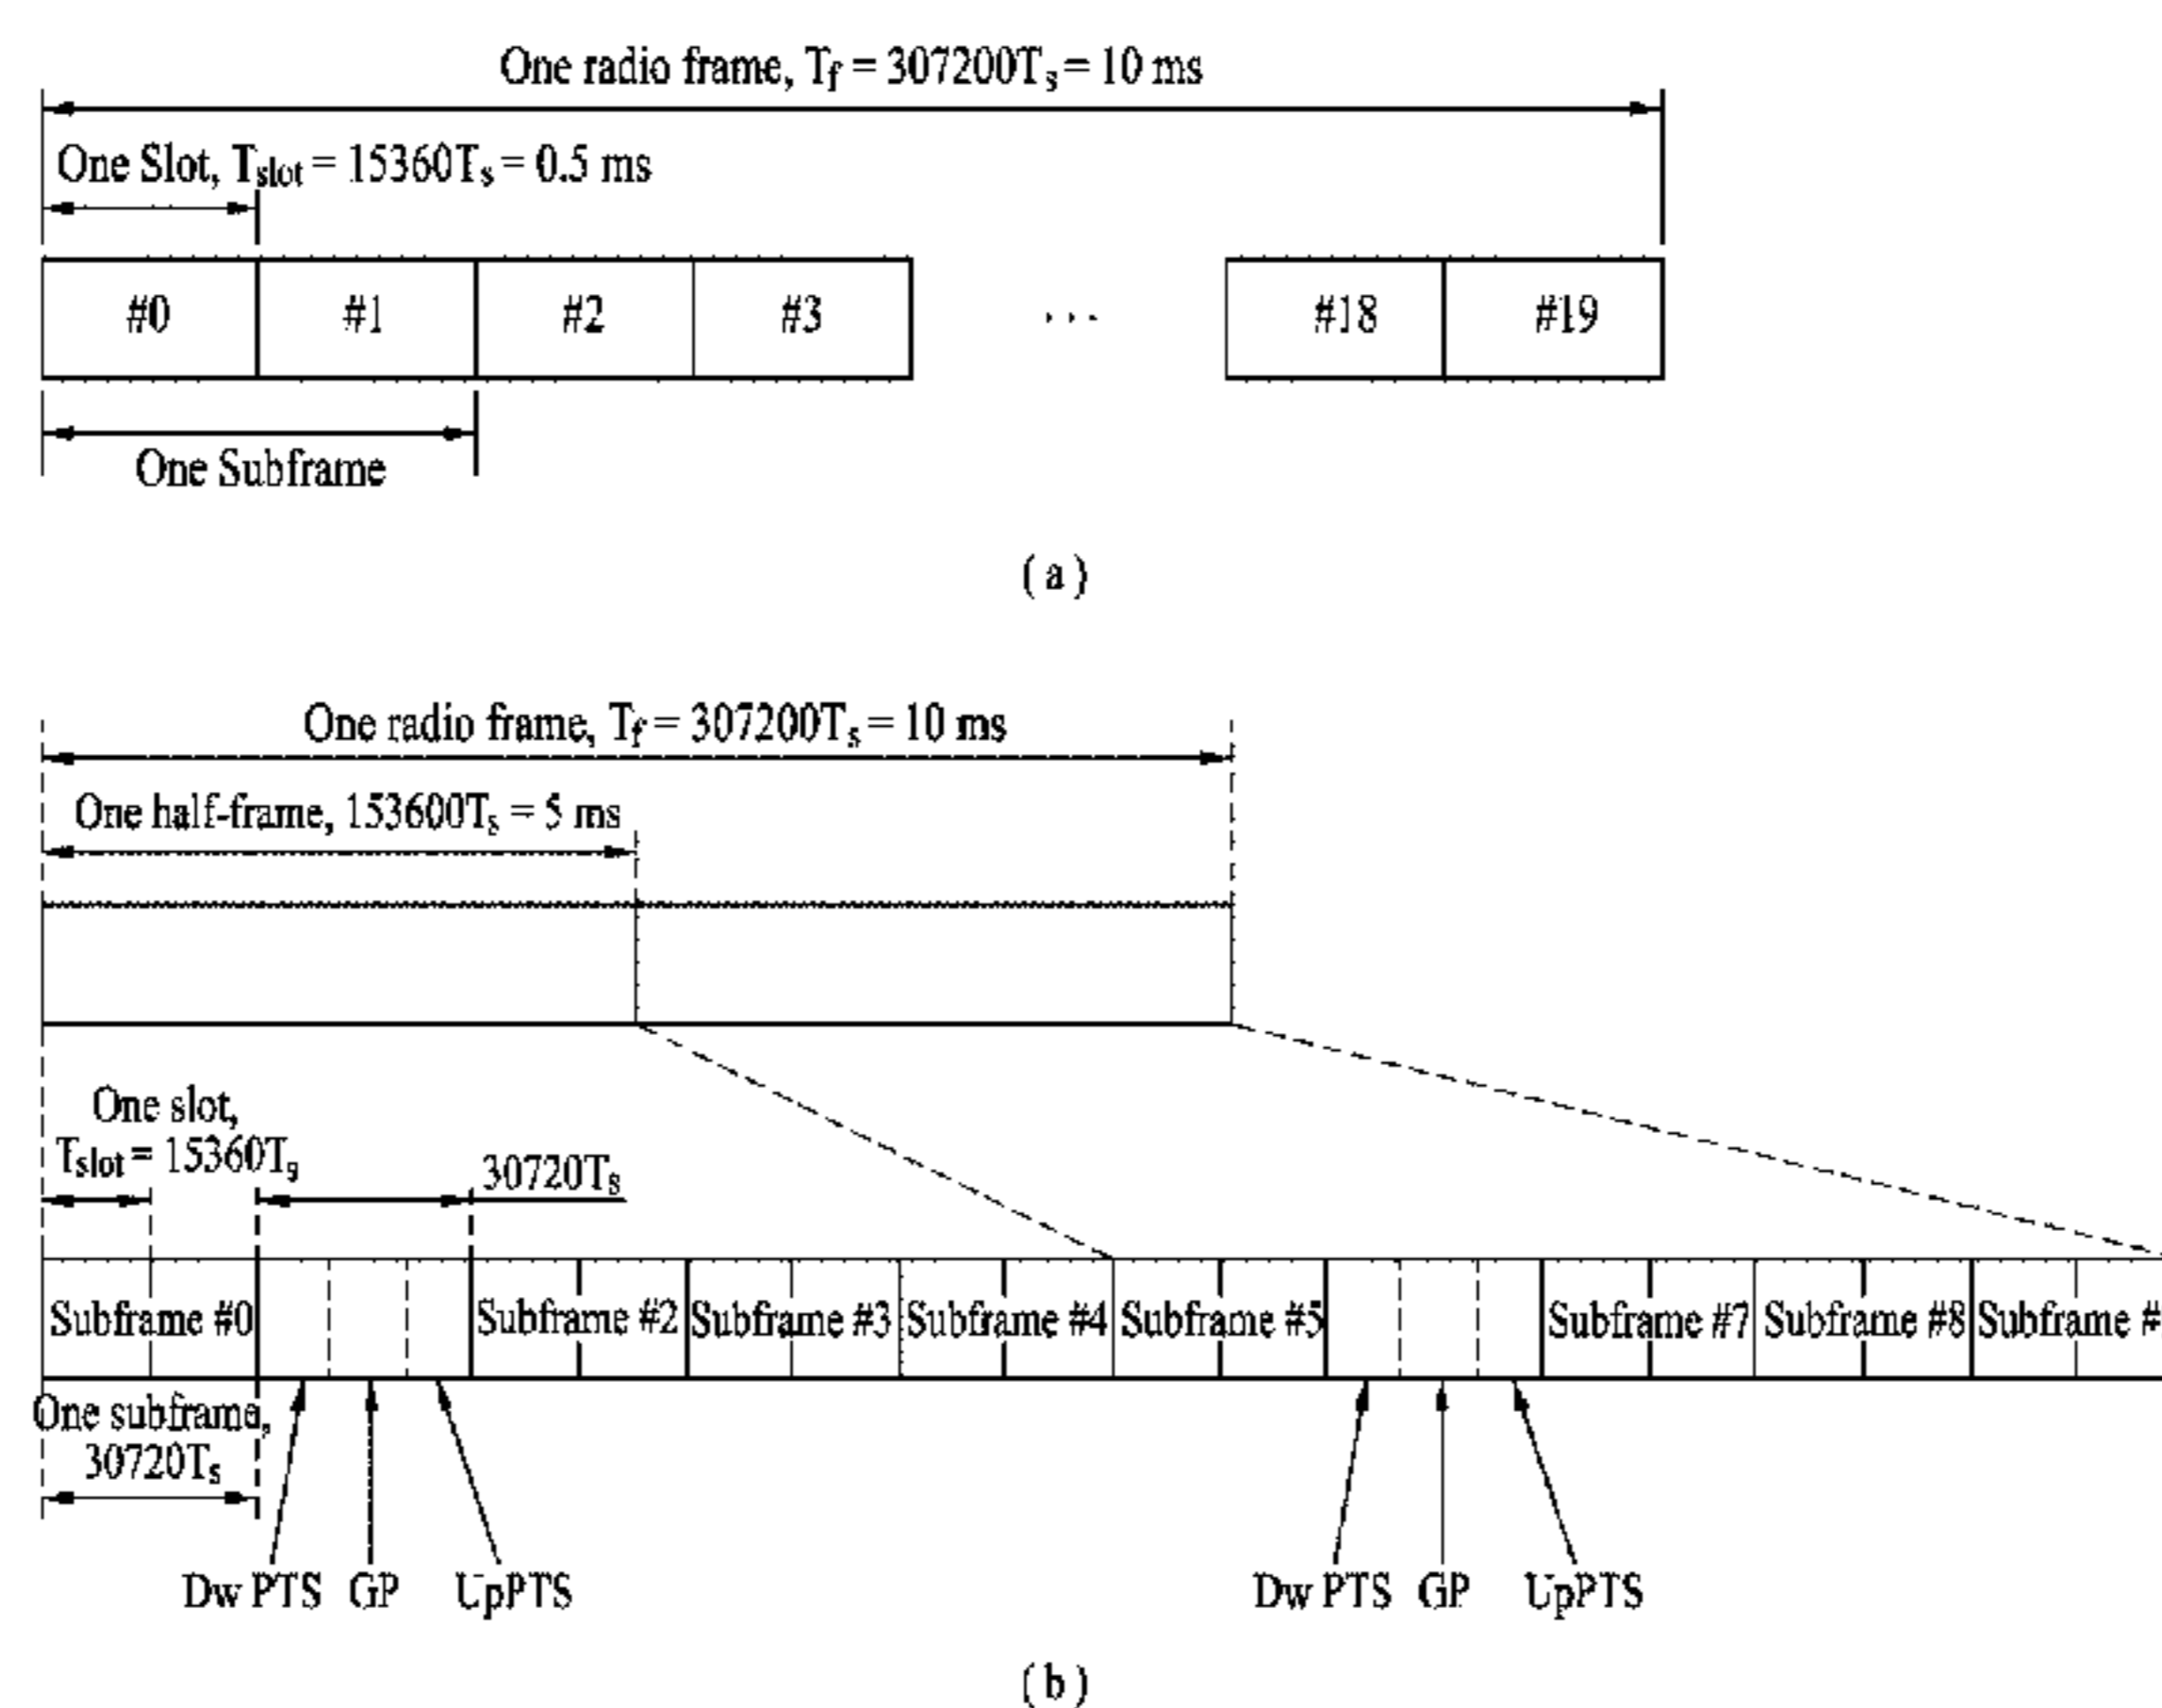 One radio frame, Tf = 307200Ts = 10 ms
One Slot, Tslot = 15360Ts = 0.5 ms
#0 #1 #2 #3 ... #18 #19
One Subframe
( a )
One radio frame, Tf = 307200Ts = 10 ms
One half-frame, 153600Ts = 5 ms
One slot,
Tslot = 15360Ts
30720Ts
Subframe #0 Subframe #2 Subframe #3 Subframe #4 Subframe #5 Subframe #7 Subframe #8 Subframe #
One subframe,
30720Ts
Dw PTS GP UpPTS Dw PTS GP UpPTS
( b )